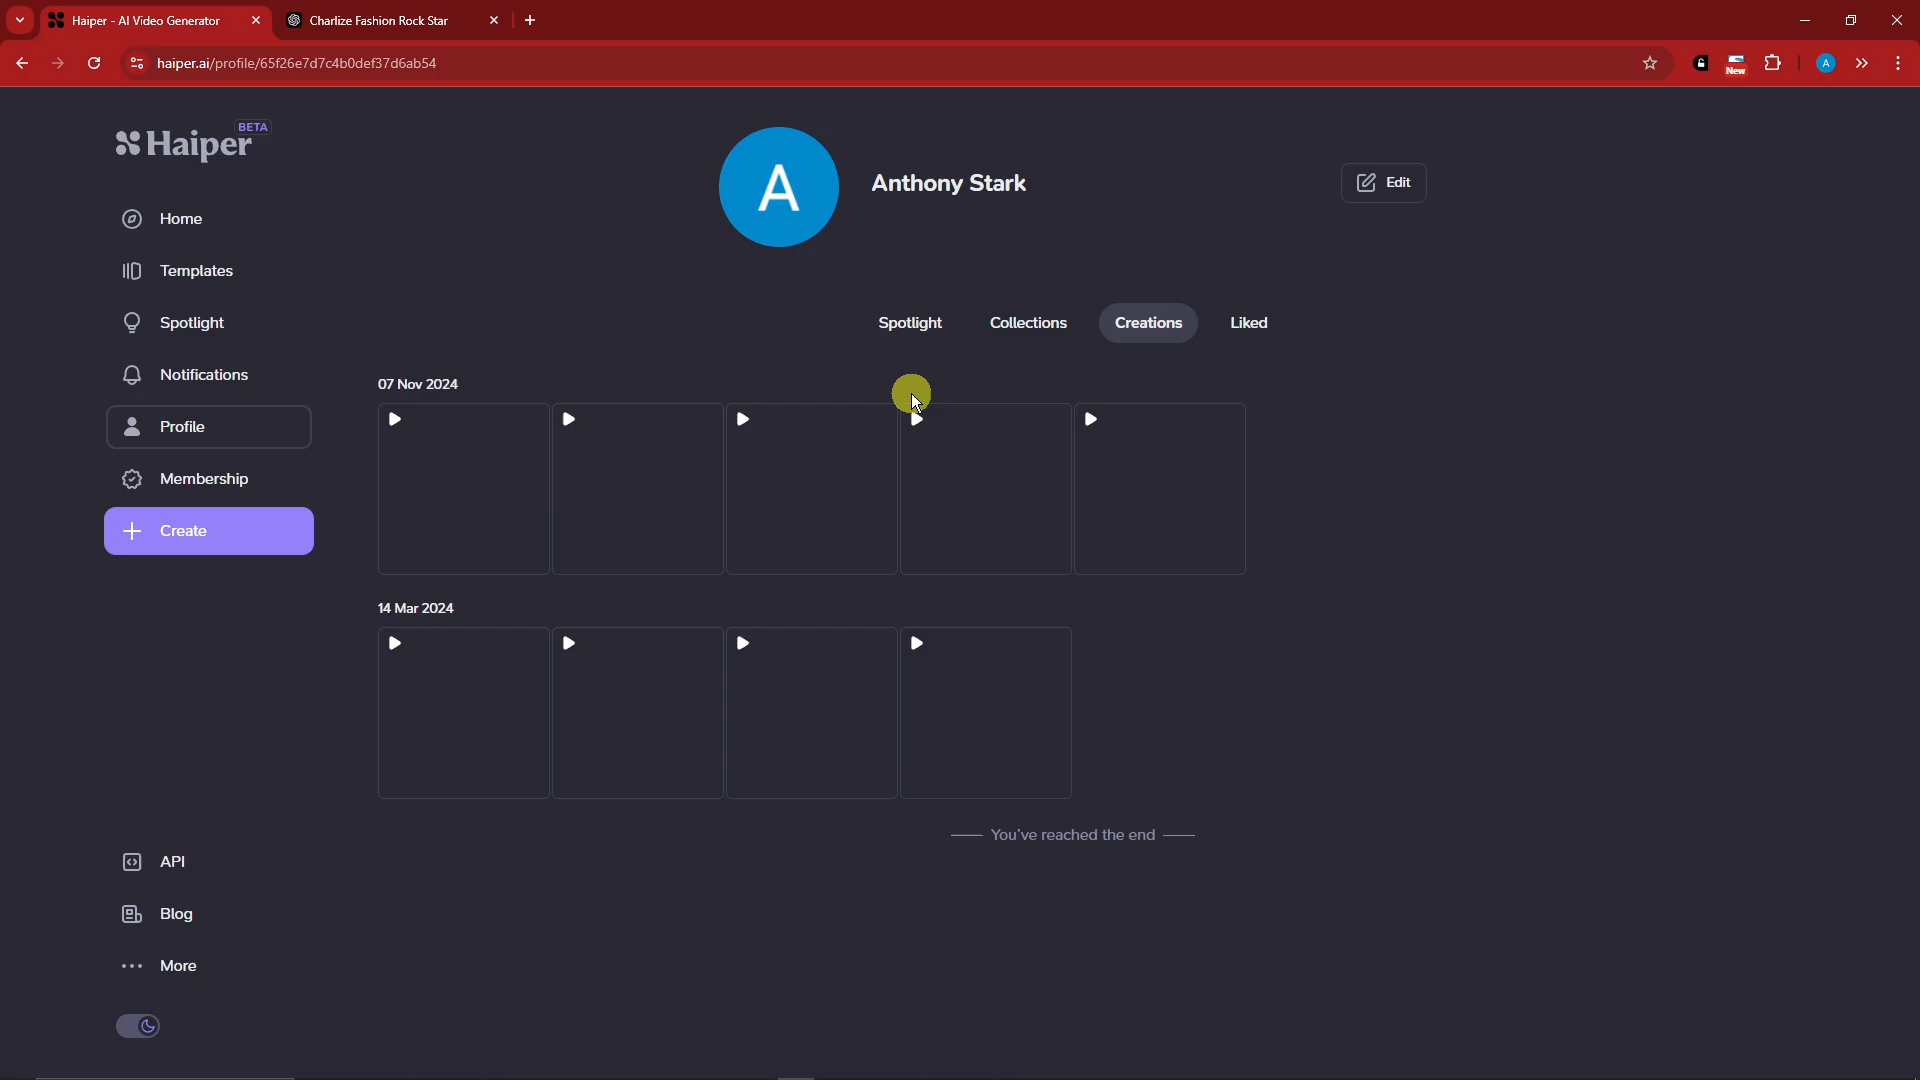 Haiper - AI Video Generator
Charlize Fashion Rock Star
haiper.ai/profile/65f26e7d7c4b0def37d6ab54
New
A
Haiper BETA
Home
Templates
Spotlight
Notifications
Profile
Membership
Create
API
Blog
More
A
Anthony Stark
Edit
Spotlight
Collections
Creations
Liked
07 Nov 2024
14 Mar 2024
You've reached the end